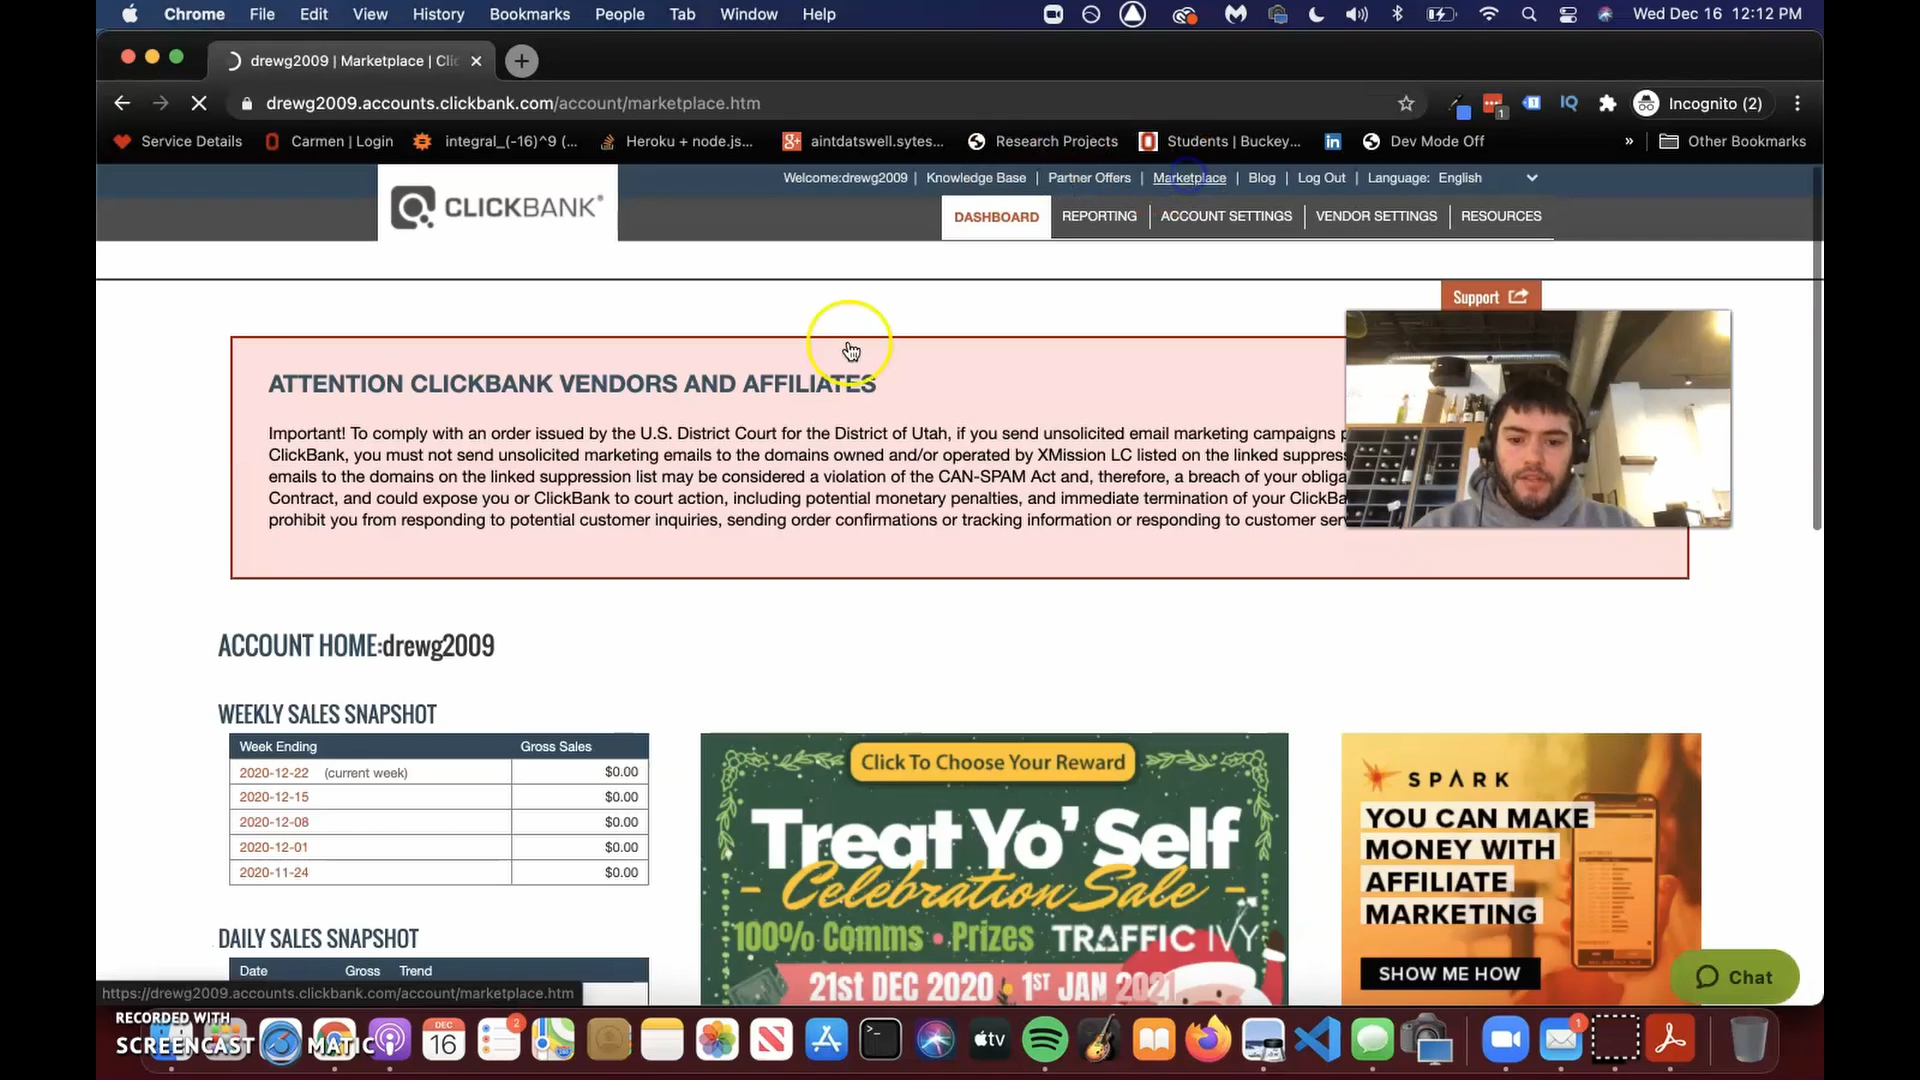 Chrome File Edit View History Bookmarks People Tab Window Help Wed Dec 16 12:12 PM
drewg2009 | Marketplace | Clic
drewg2009.accounts.clickbank.com/account/marketplace.htm Incognito (2)
Service Details Carmen | Login integral_(-16)^9 (... Heroku + node.js... aintdatswell.sytes... Research Projects Students | Buckey... Dev Mode Off » Other Bookmarks
Welcome:drewg2009 | Knowledge Base | Partner Offers | Marketplace | Blog | Log Out | Language: English
CLICKBANK®
DASHBOARD REPORTING ACCOUNT SETTINGS VENDOR SETTINGS RESOURCES
Support
ATTENTION CLICKBANK VENDORS AND AFFILIATES
Important! To comply with an order issued by the U.S. District Court for the District of Utah, if you send unsolicited email marketing campaigns
ClickBank, you must not send unsolicited marketing emails to the domains owned and/or operated by XMission LC listed on the linked
emails to the domains on the linked suppression list may be considered a violation of the CAN-SPAM Act and, therefore, a breach of your
Contract, and could expose you or ClickBank to court action, including potential monetary penalties, and immediate termination of your
prohibit you from responding to potential customer inquiries, sending order confirmations or tracking information or responding to customer
ACCOUNT HOME:drewg2009
WEEKLY SALES SNAPSHOT
Week Ending Gross Sales
2020-12-22 (current week) $0.00
2020-12-15 $0.00
2020-12-08 $0.00
2020-12-01 $0.00
2020-11-24 $0.00
DAILY SALES SNAPSHOT
Date Gross Trend
Click To Choose Your Reward
Treat Yo' Self
- Celebration Sale -
100% Comms • Prizes TRAFFIC IVY
21st DEC 2020 • 1ST JAN 2021
SPARK
YOU CAN MAKE
MONEY WITH
AFFILIATE
MARKETING
SHOW ME HOW
Chat
https://drewg2009.accounts.clickbank.com/account/marketplace.htm
RECORDED WITH
SCREENCAST MATIC
DEC
16
2
tv
1